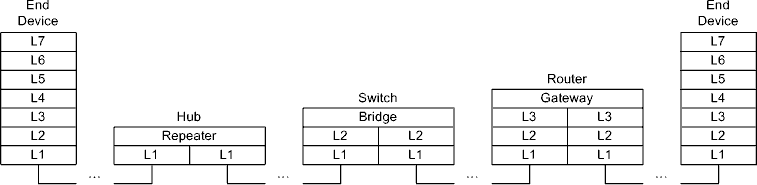 End
Device
End
Device
L7
L7
L6
L6
L5
Router
L5
L4
Switch
Gateway
L4
L3
Hub
Bridge
L3
L3
L3
L2
Repeater
L2
L2
L2
L2
L2
L1
L1
L1
L1
L1
L1
L1
L1
... ... ... ...